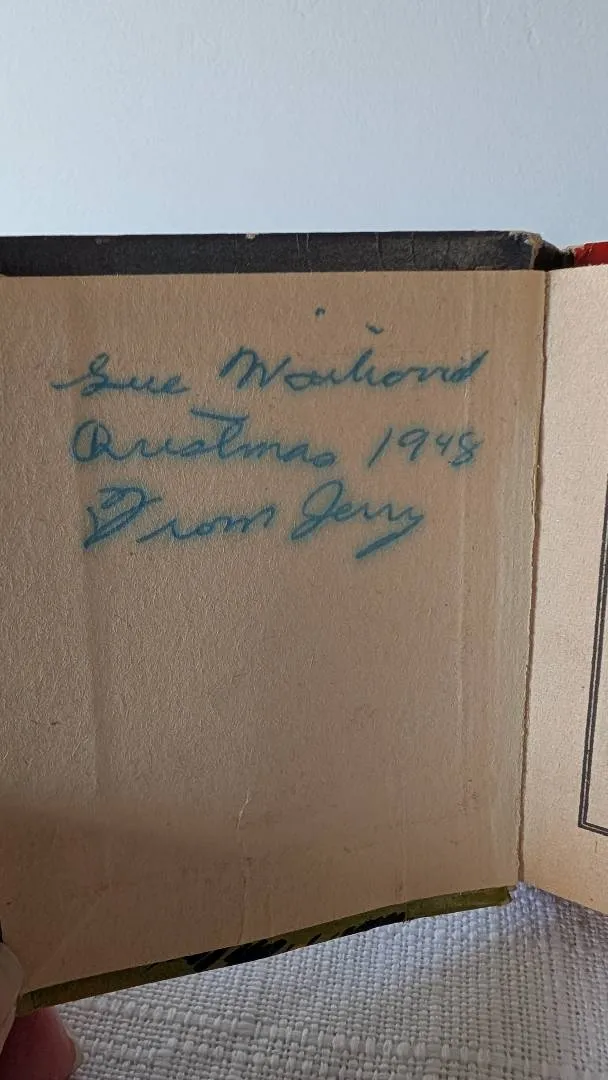 Sue
Christmas 1948
From Jerry